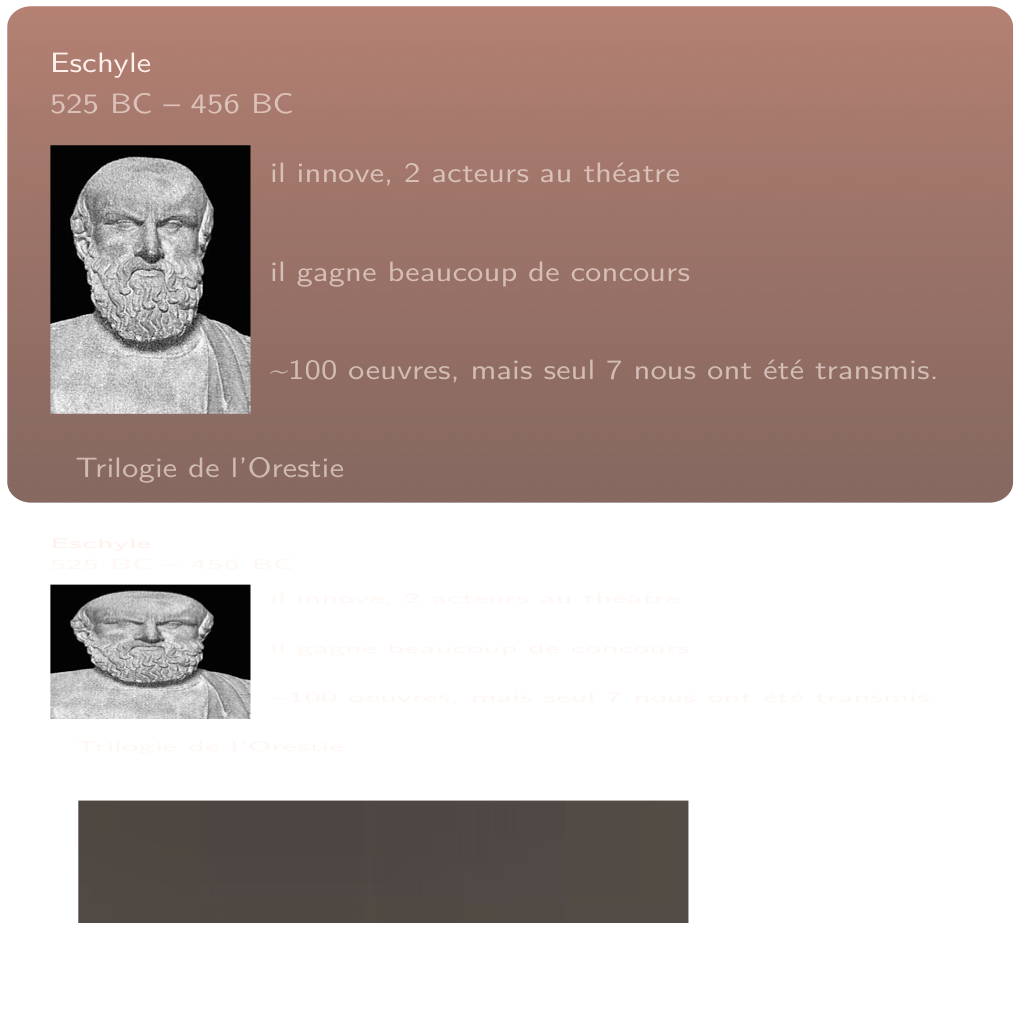 Eschyle
525 BC – 456 BC
il innove, 2 acteurs au théatre
il gagne beaucoup de concours
~100 oeuvres, mais seul 7 nous ont été transmis.
Trilogie de l'Orestie
Eschyle
525 BC – 456 BC
il innove, 2 acteurs au théatre
il gagne beaucoup de concours
~100 oeuvres, mais seul 7 nous ont été transmis.
Trilogie de l'Orestie